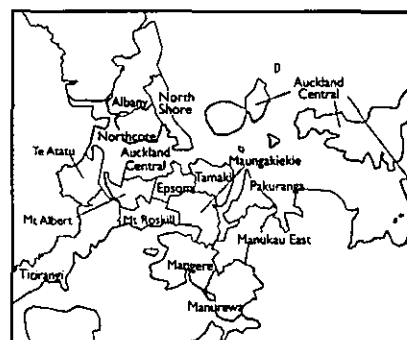 Auckland
Central
Albany
North
Shore
Northcote
Te Atatu
Auckland
Central
Maungakiekie
Tamaki
Epsom
Pakuranga
Mt Albert
Mt Roskill
Manukau East
Mangere
Titirangi
Manurewa